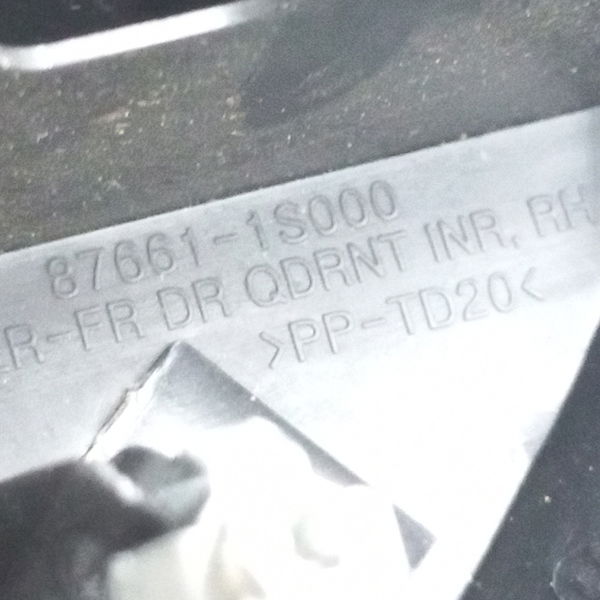 87661-1S000
R-FR DR QDRNT INR, RH
>PP-TD20<